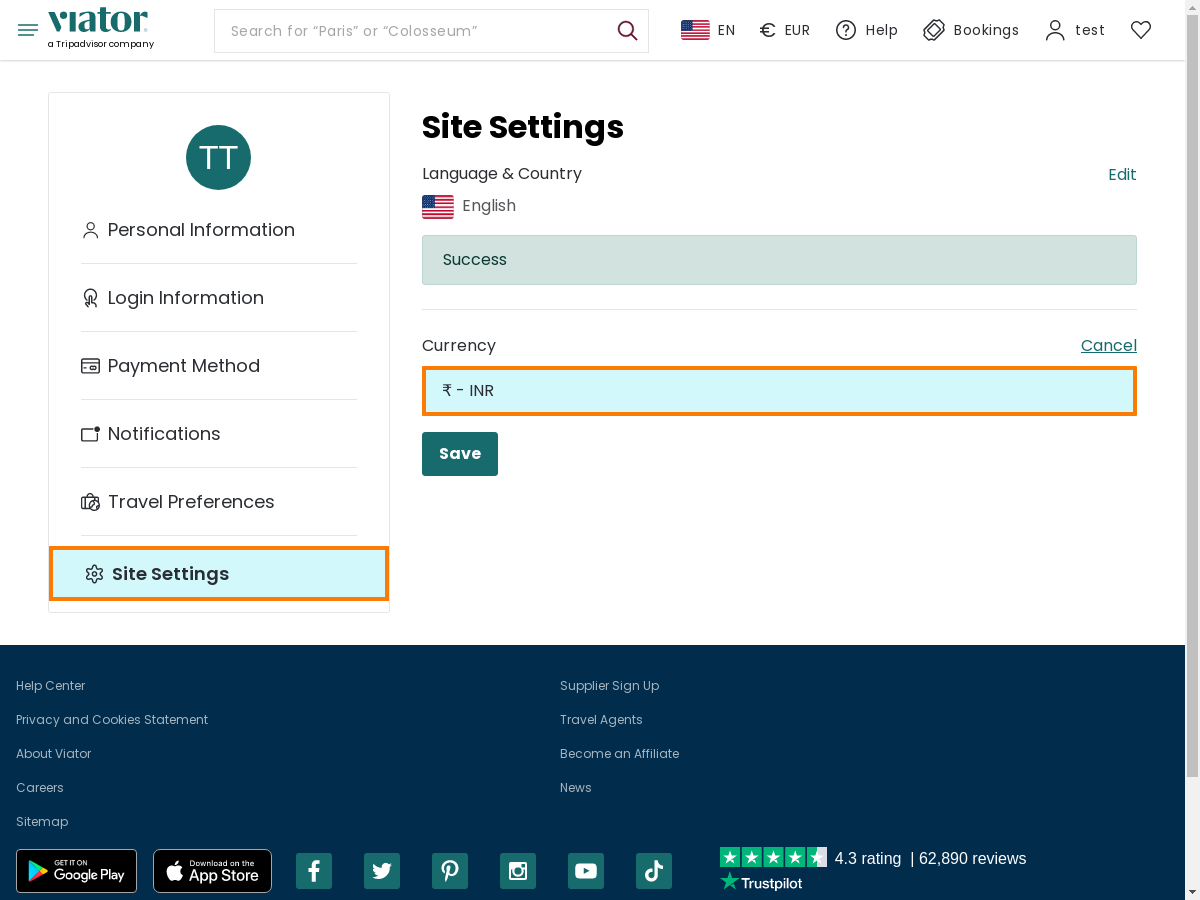 viator
a Tripadvisor company
Search for “Paris” or “Colosseum”
EN
€ EUR
Help
Bookings
test
TT
Personal Information
Login Information
Payment Method
Notifications
Travel Preferences
Site Settings
Site Settings
Language & Country
Edit
English
Success
Currency
Cancel
₹ - INR
Save
Help Center
Privacy and Cookies Statement
About Viator
Careers
Sitemap
Supplier Sign Up
Travel Agents
Become an Affiliate
News
GET IT ON
Google Play
Download on the
App Store
4.3 rating | 62,890 reviews
Trustpilot